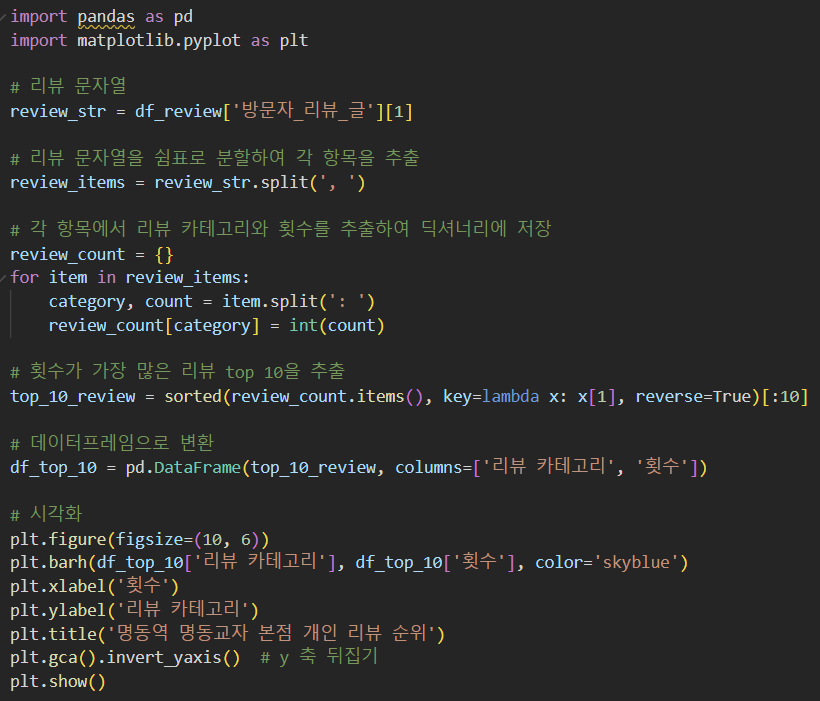 import pandas as pd
import matplotlib.pyplot as plt
# 리뷰 문자열
review_str = df_review['방문자_리뷰_글'][1]
# 리뷰 문자열을 쉼표로 분할하여 각 항목을 추출
review_items = review_str.split(', ')
# 각 항목에서 리뷰 카테고리와 횟수를 추출하여 딕셔너리에 저장
review_count = {}
for item in review_items:
    category, count = item.split(': ')
    review_count[category] = int(count)
# 횟수가 가장 많은 리뷰 top 10을 추출
top_10_review = sorted(review_count.items(), key=lambda x: x[1], reverse=True)[:10]
# 데이터프레임으로 변환
df_top_10 = pd.DataFrame(top_10_review, columns=['리뷰 카테고리', '횟수'])
# 시각화
plt.figure(figsize=(10, 6))
plt.barh(df_top_10['리뷰 카테고리'], df_top_10['횟수'], color='skyblue')
plt.xlabel('횟수')
plt.ylabel('리뷰 카테고리')
plt.title('명동역 명동교자 본점 개인 리뷰 순위')
plt.gca().invert_yaxis()  # y 축 뒤집기
plt.show()